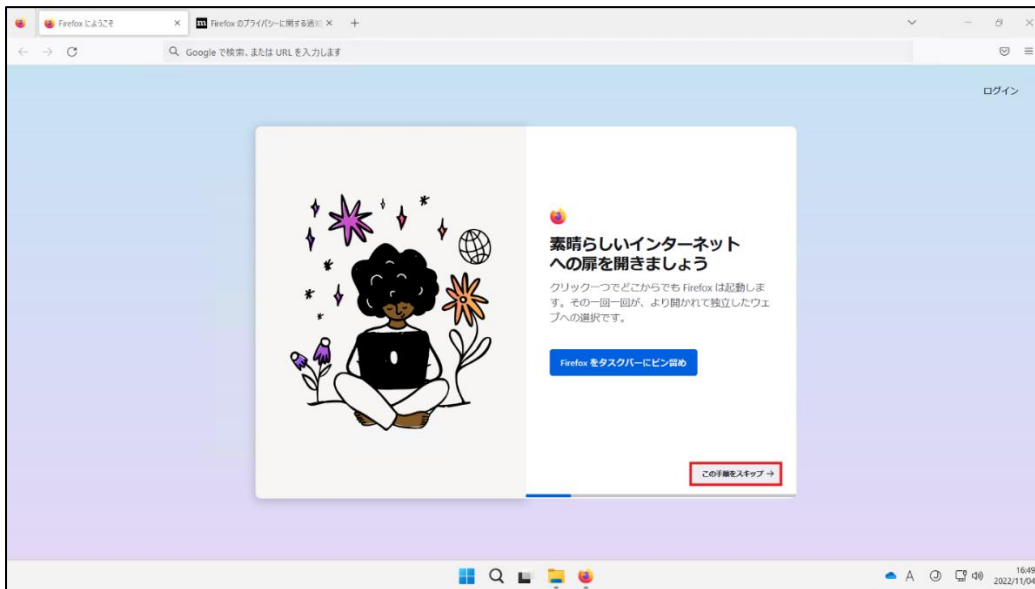 Firefox にようこそ
Firefox のプライバシーに関する通知
Google で検索、または URL を入力します
ログイン
素晴らしいインターネット
への扉を開きましょう
クリック一つでどこからでも Firefox は起動しま
す。その一回一回が、より開かれて独立したウェ
ブへの選択です。
Firefox をタスクバーにピン留め
この手順をスキップ →
A
16:49
2022/11/04